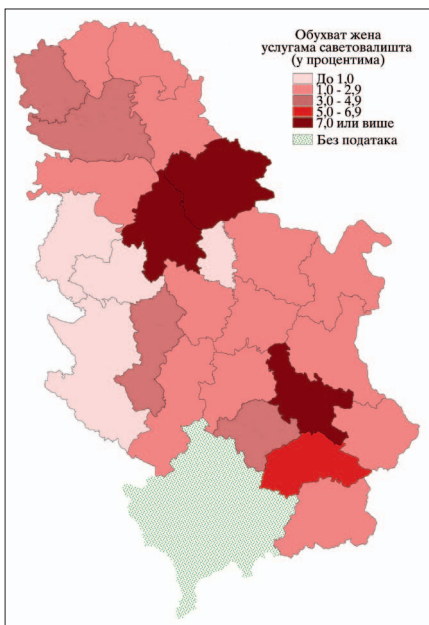 Обухват жена
услугама саветовалишта
(у процентима)
До 1,0
1,0 - 2,9
3,0 - 4,9
5,0 - 6,9
7,0 или више
Без података